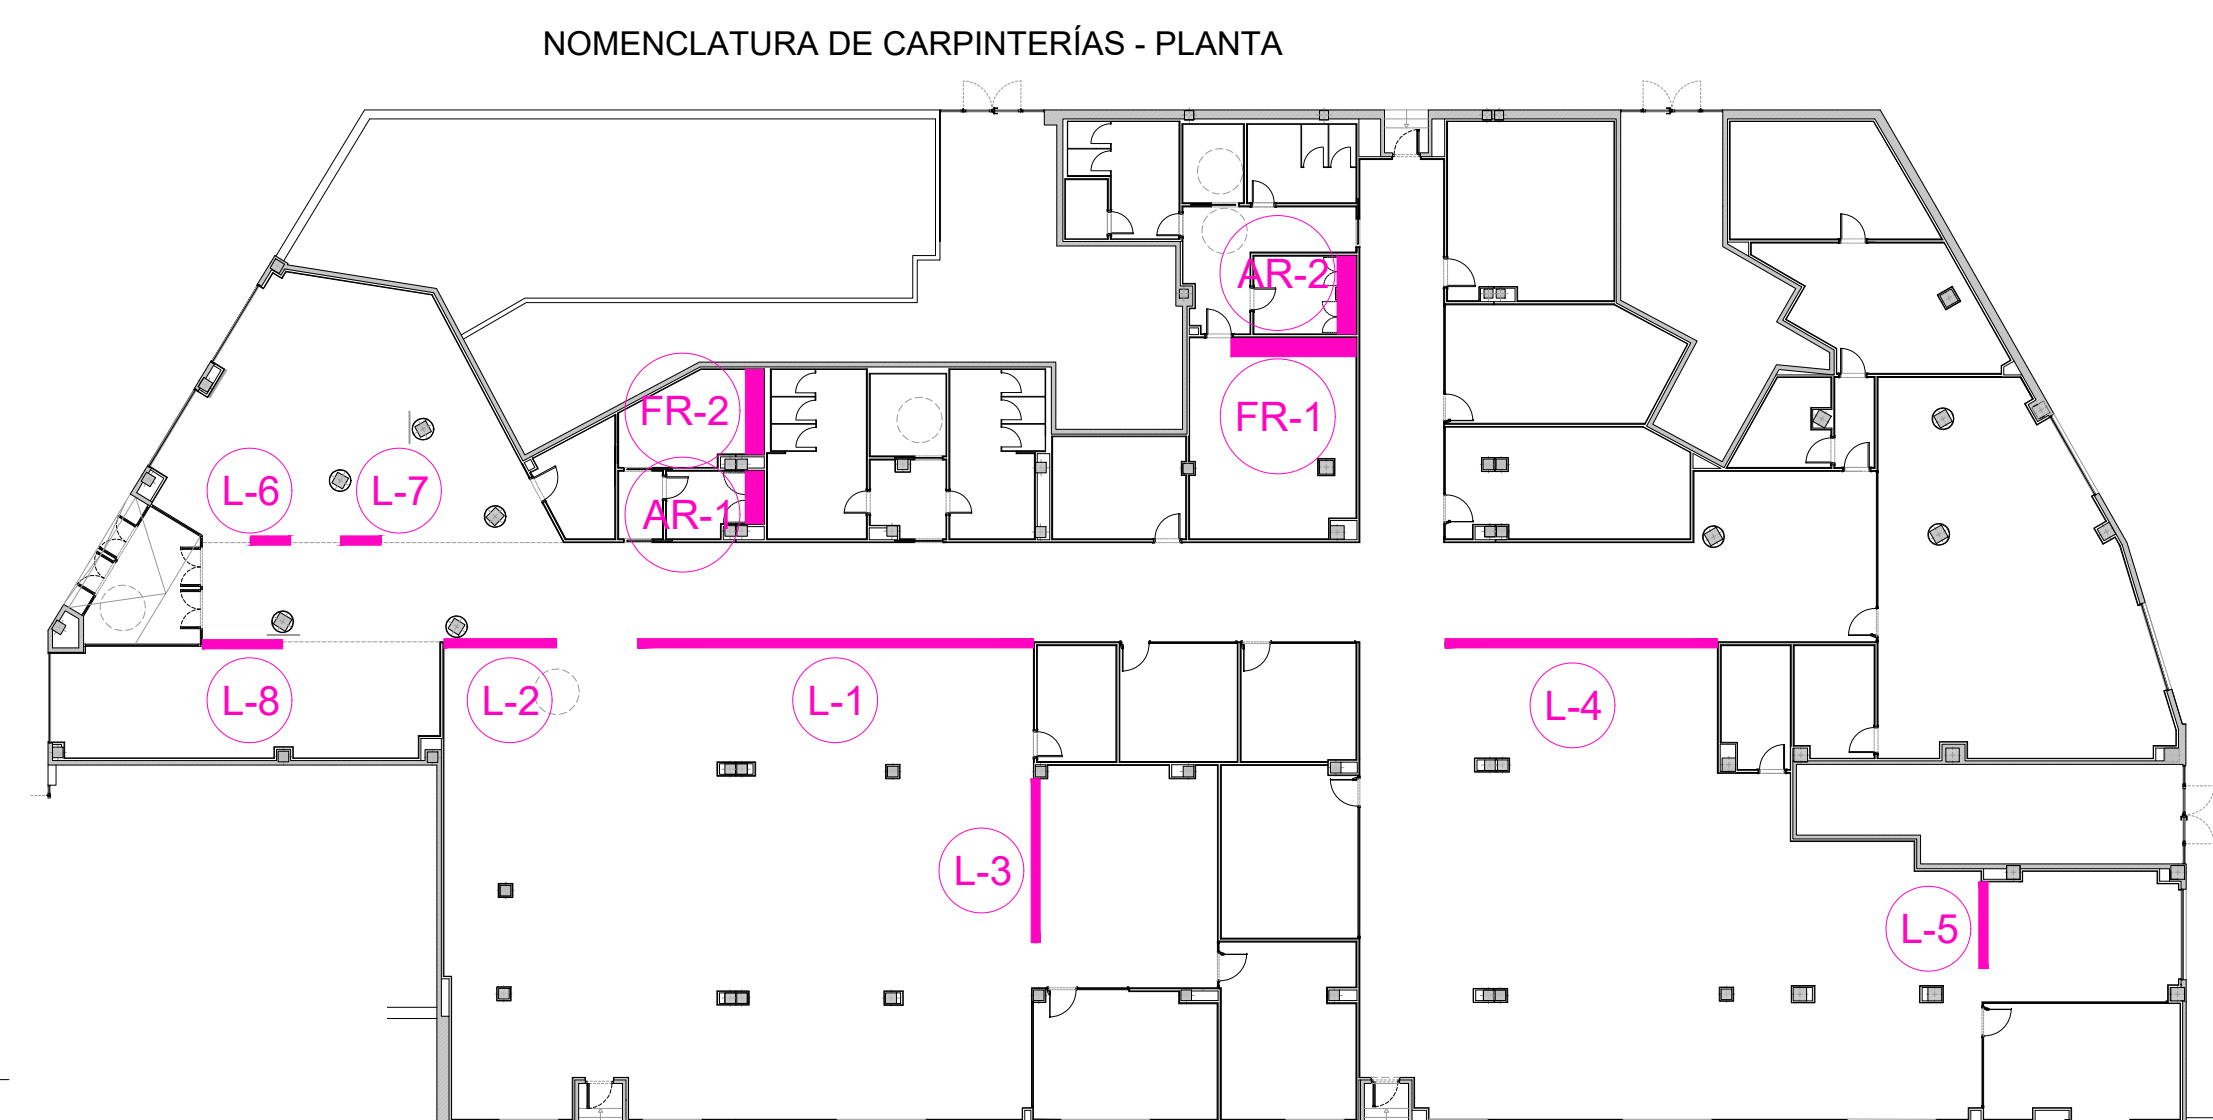 NOMENCLATURA DE CARPINTERÍAS - PLANTA
AR-2
FR-2
FR-1
L-6
L-7
AR-1
L-8
L-2
L-1
L-4
L-3
L-5